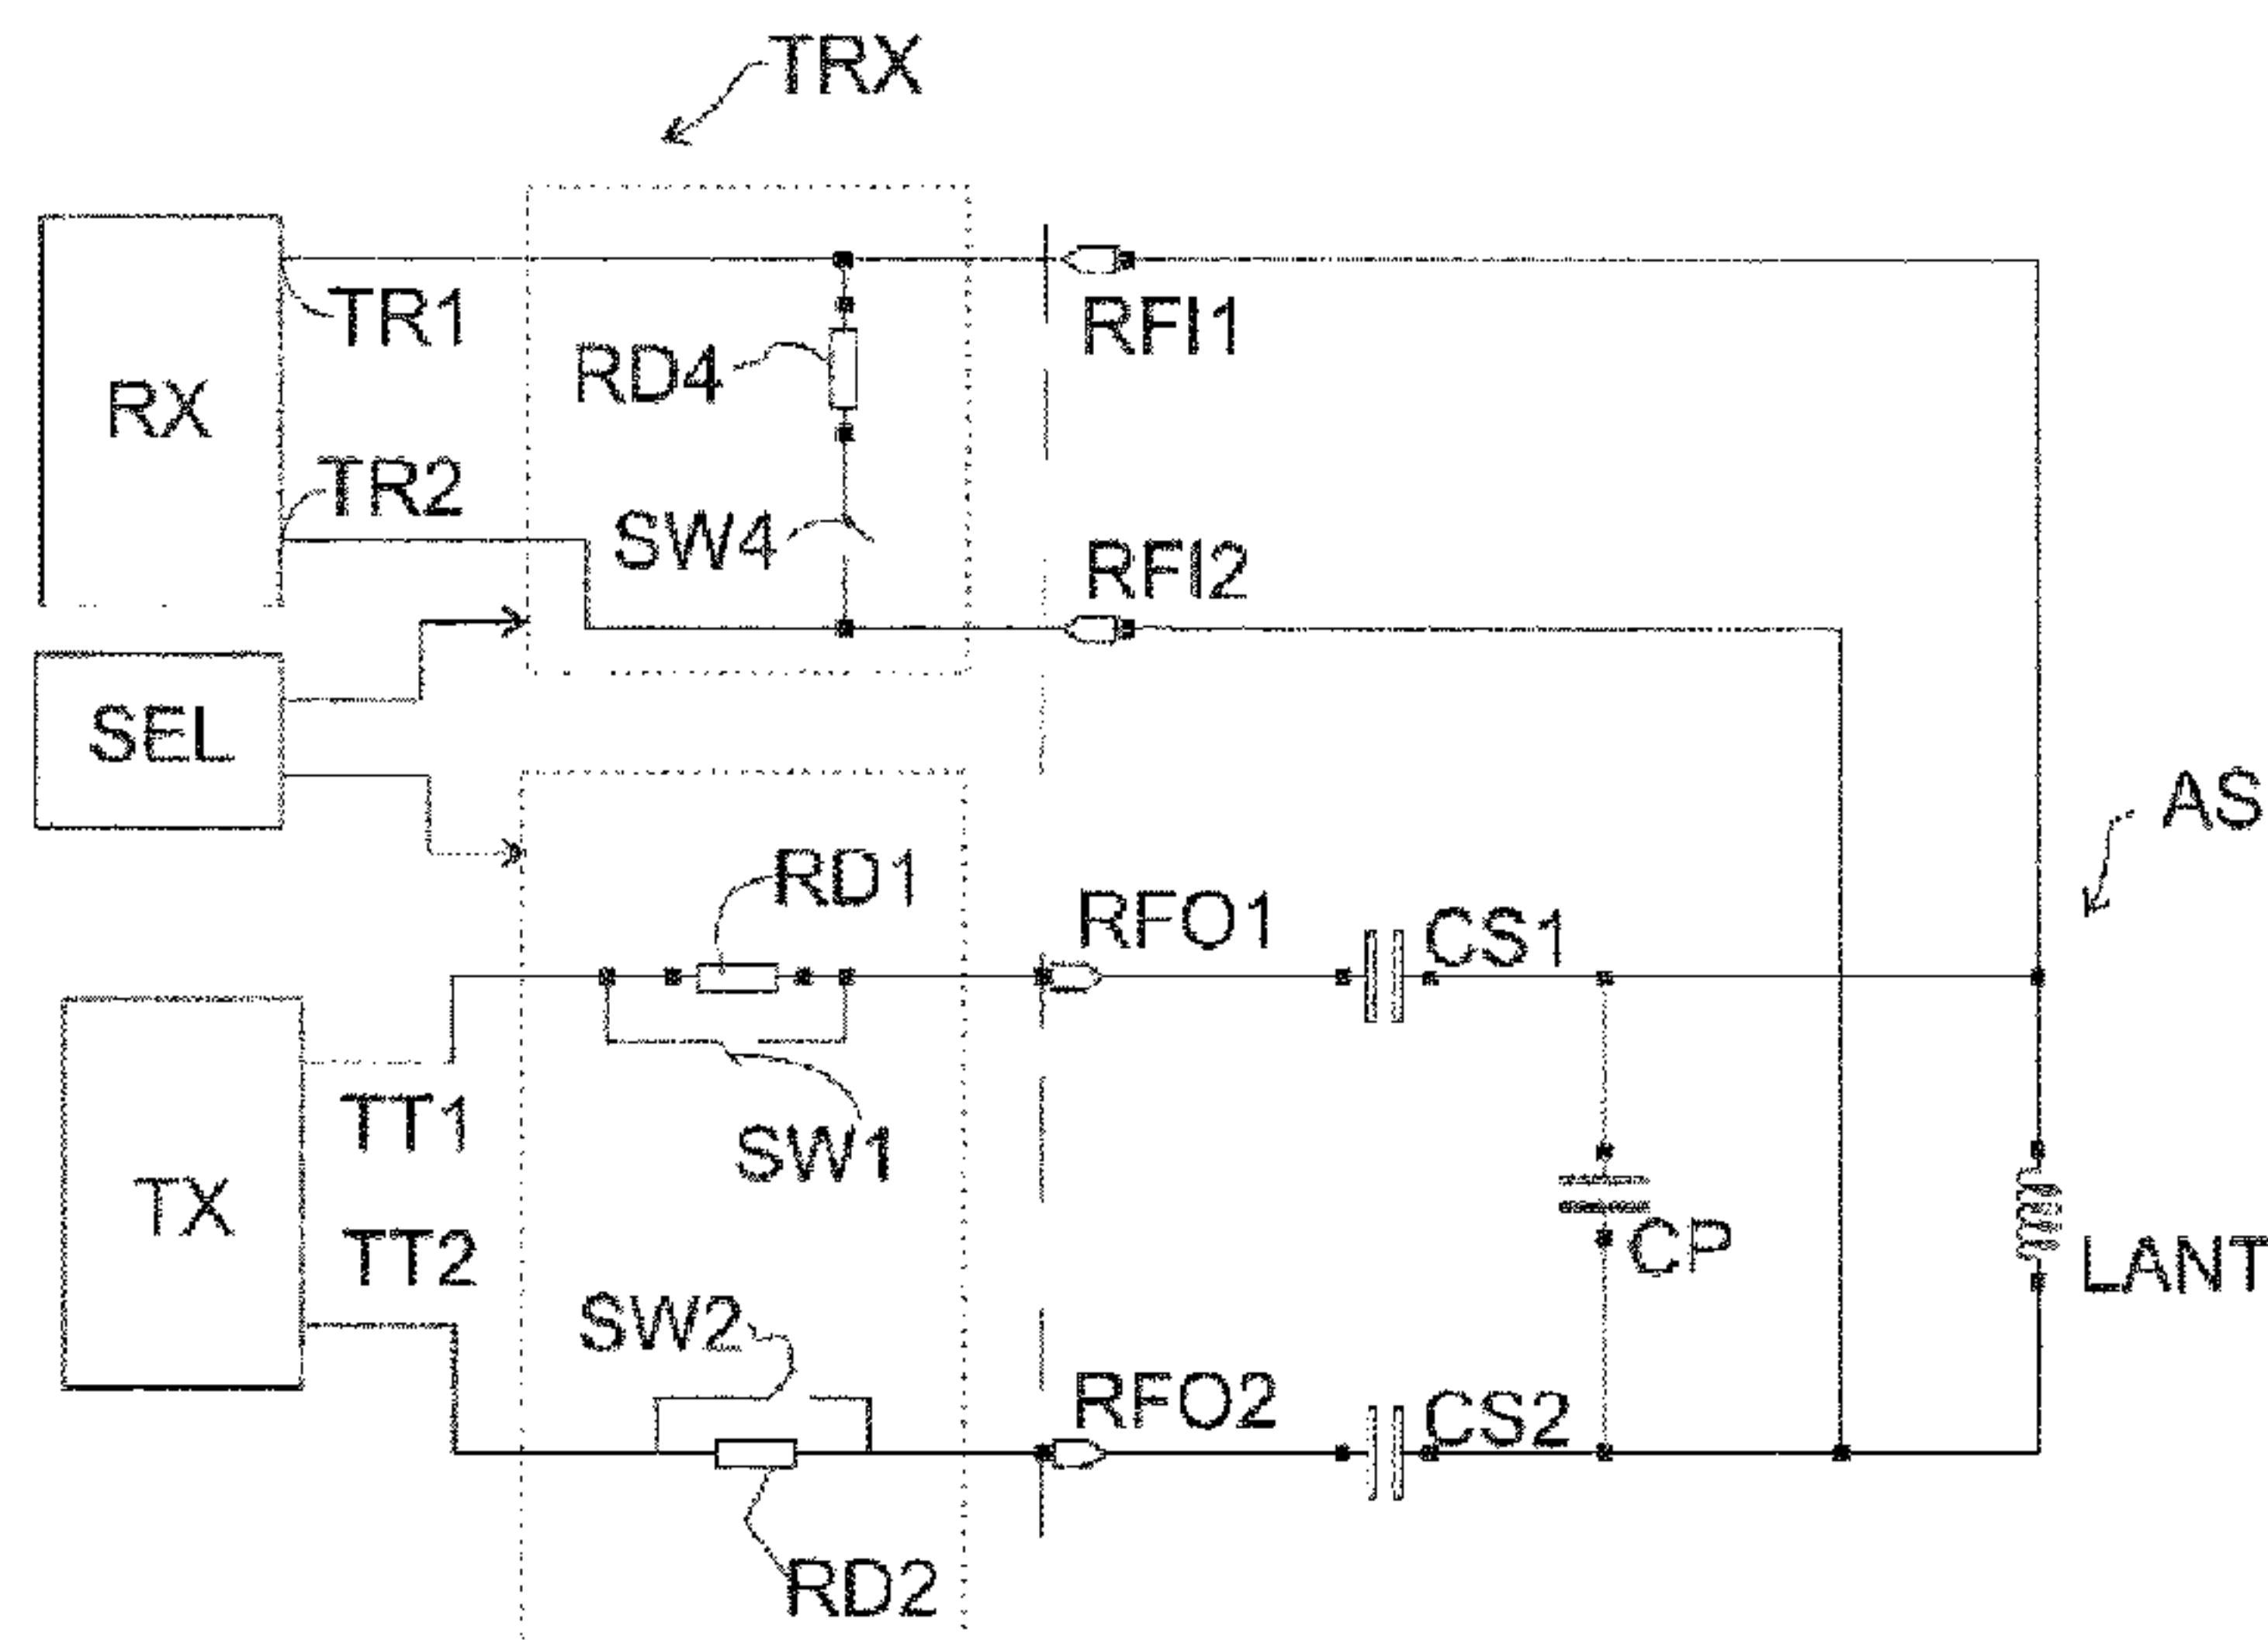 TRX
TR1
RFI1
RD4
RX
TR2
SW4
RFI2
SEL
AS
RD1
RFO1
CS1
TT1
SW1
TX
TT2
CP
LANT
SW2
RFO2
CS2
RD2